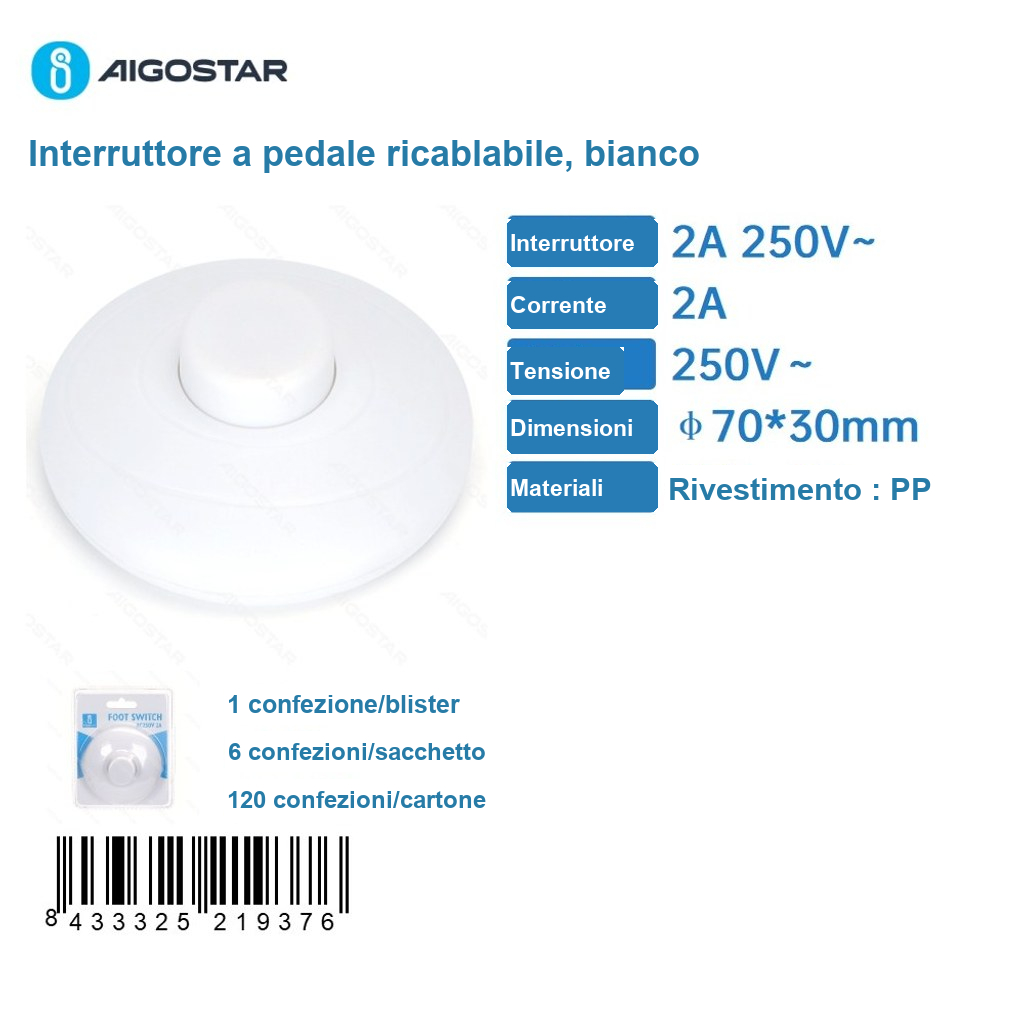 AIGOSTAR
Interruttore a pedale ricablabile, bianco
Interruttore 2A 250V~
Corrente 2A
Tensione 250V~
Dimensioni ф 70*30mm
Materiali Rivestimento : PP
FOOT SWITCH
1 confezione/blister
6 confezioni/sacchetto
120 confezioni/cartone
8 433325 219376